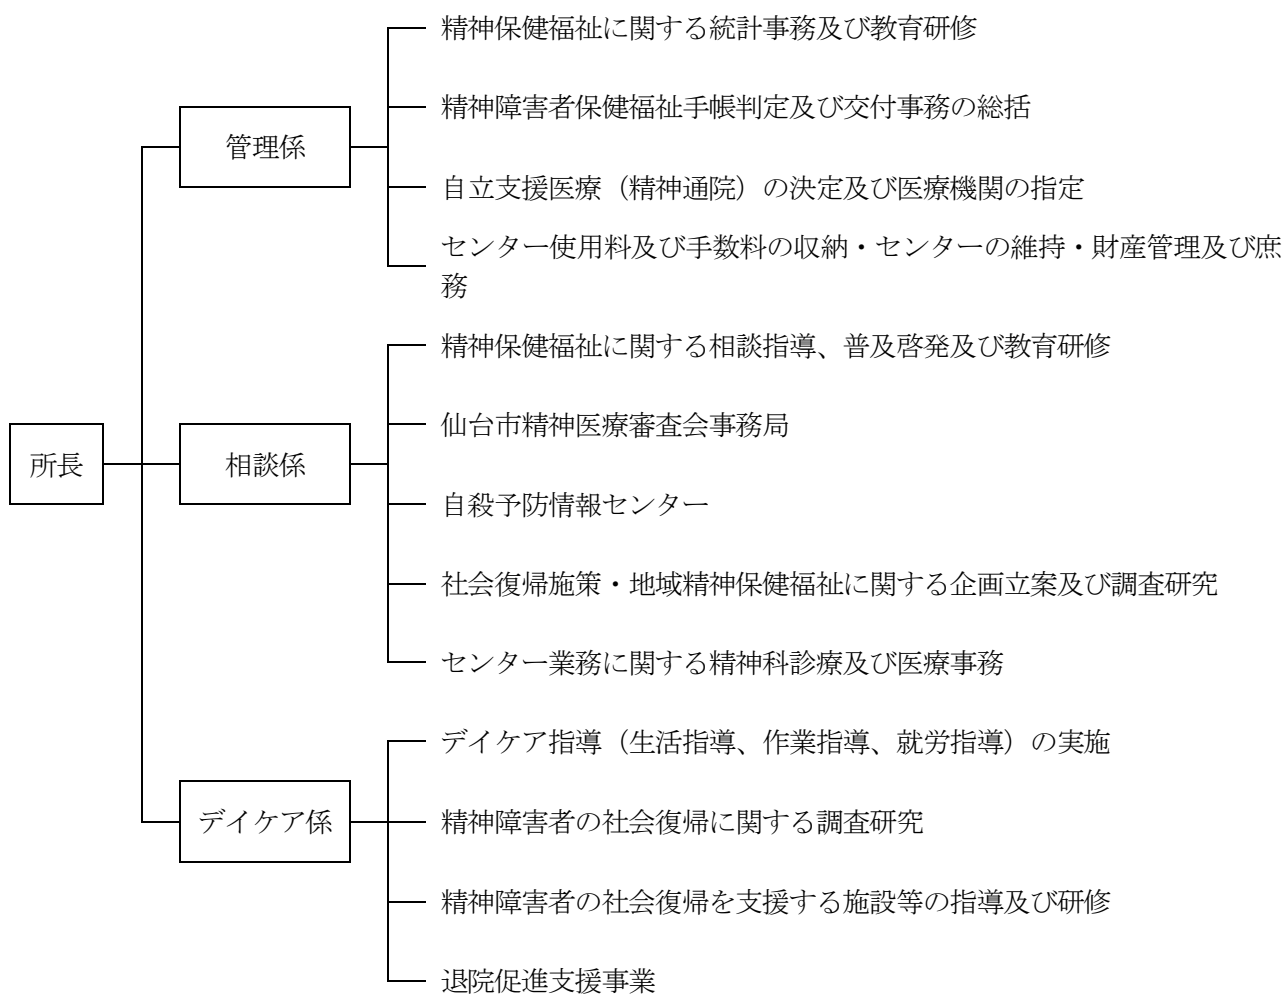 所長
管理係
精神保健福祉に関する統計事務及び教育研修
精神障害者保健福祉手帳判定及び交付事務の総括
自立支援医療（精神通院）の決定及び医療機関の指定
センター使用料及び手数料の収納・センターの維持・財産管理及び庶
務
相談係
精神保健福祉に関する相談指導、普及啓発及び教育研修
仙台市精神医療審査会事務局
自殺予防情報センター
社会復帰施策・地域精神保健福祉に関する企画立案及び調査研究
センター業務に関する精神科診療及び医療事務
デイケア係
デイケア指導（生活指導、作業指導、就労指導）の実施
精神障害者の社会復帰に関する調査研究
精神障害者の社会復帰を支援する施設等の指導及び研修
退院促進支援事業